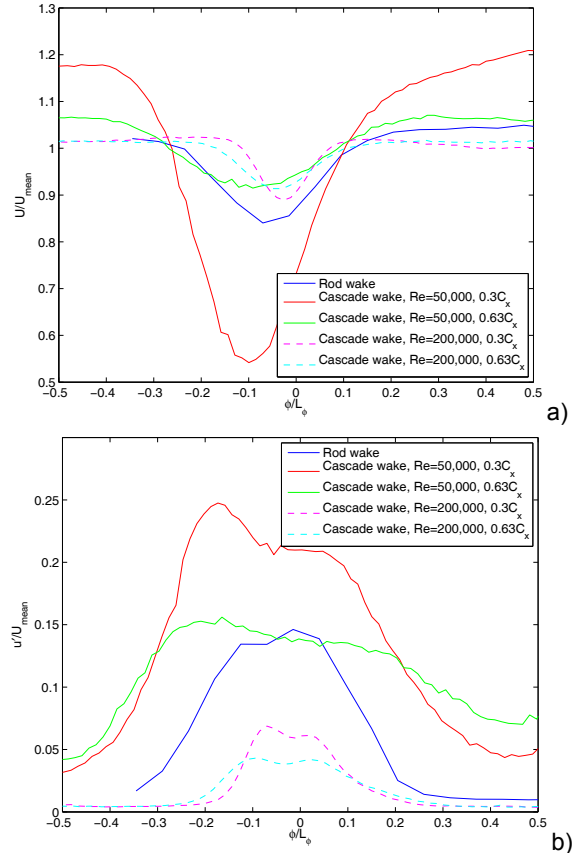 1.3
1.2
1.1
1
0.9
0.8
0.7
0.6
0.5
U/U_mean
Rod wake
Cascade wake, Re=50,000, 0.3C_x
Cascade wake, Re=50,000, 0.63C_x
Cascade wake, Re=200,000, 0.3C_x
Cascade wake, Re=200,000, 0.63C_x
−0.5 −0.4 −0.3 −0.2 −0.1 0 0.1 0.2 0.3 0.4 0.5
ϕ/L_ϕ
a)
Rod wake
Cascade wake, Re=50,000, 0.3C_x
Cascade wake, Re=50,000, 0.63C_x
Cascade wake, Re=200,000, 0.3C_x
Cascade wake, Re=200,000, 0.63C_x
0.25
0.2
0.15
0.1
0.05
0
u'/U_mean
−0.5 −0.4 −0.3 −0.2 −0.1 0 0.1 0.2 0.3 0.4 0.5
ϕ/L_ϕ
b)